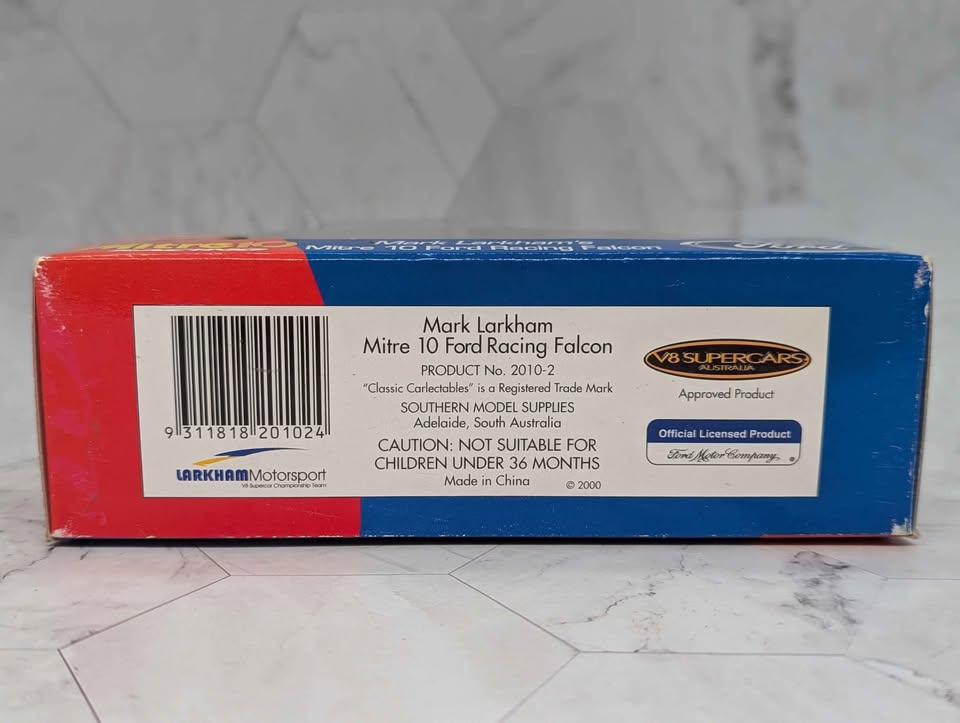 Mitre 10
Mark Larkham's
Mitre 10 Ford Racing Falcon
Ford
9 311818 201024
LARKHAM Motorsport
V8 Supercar Championship Team
Mark Larkham
Mitre 10 Ford Racing Falcon
PRODUCT No. 2010-2
“Classic Carlectables” is a Registered Trade Mark
SOUTHERN MODEL SUPPLIES
Adelaide, South Australia
CAUTION: NOT SUITABLE FOR
CHILDREN UNDER 36 MONTHS
Made in China © 2000
V8 SUPERCARS
AUSTRALIA
Approved Product
Official Licensed Product
Ford Motor Company ®